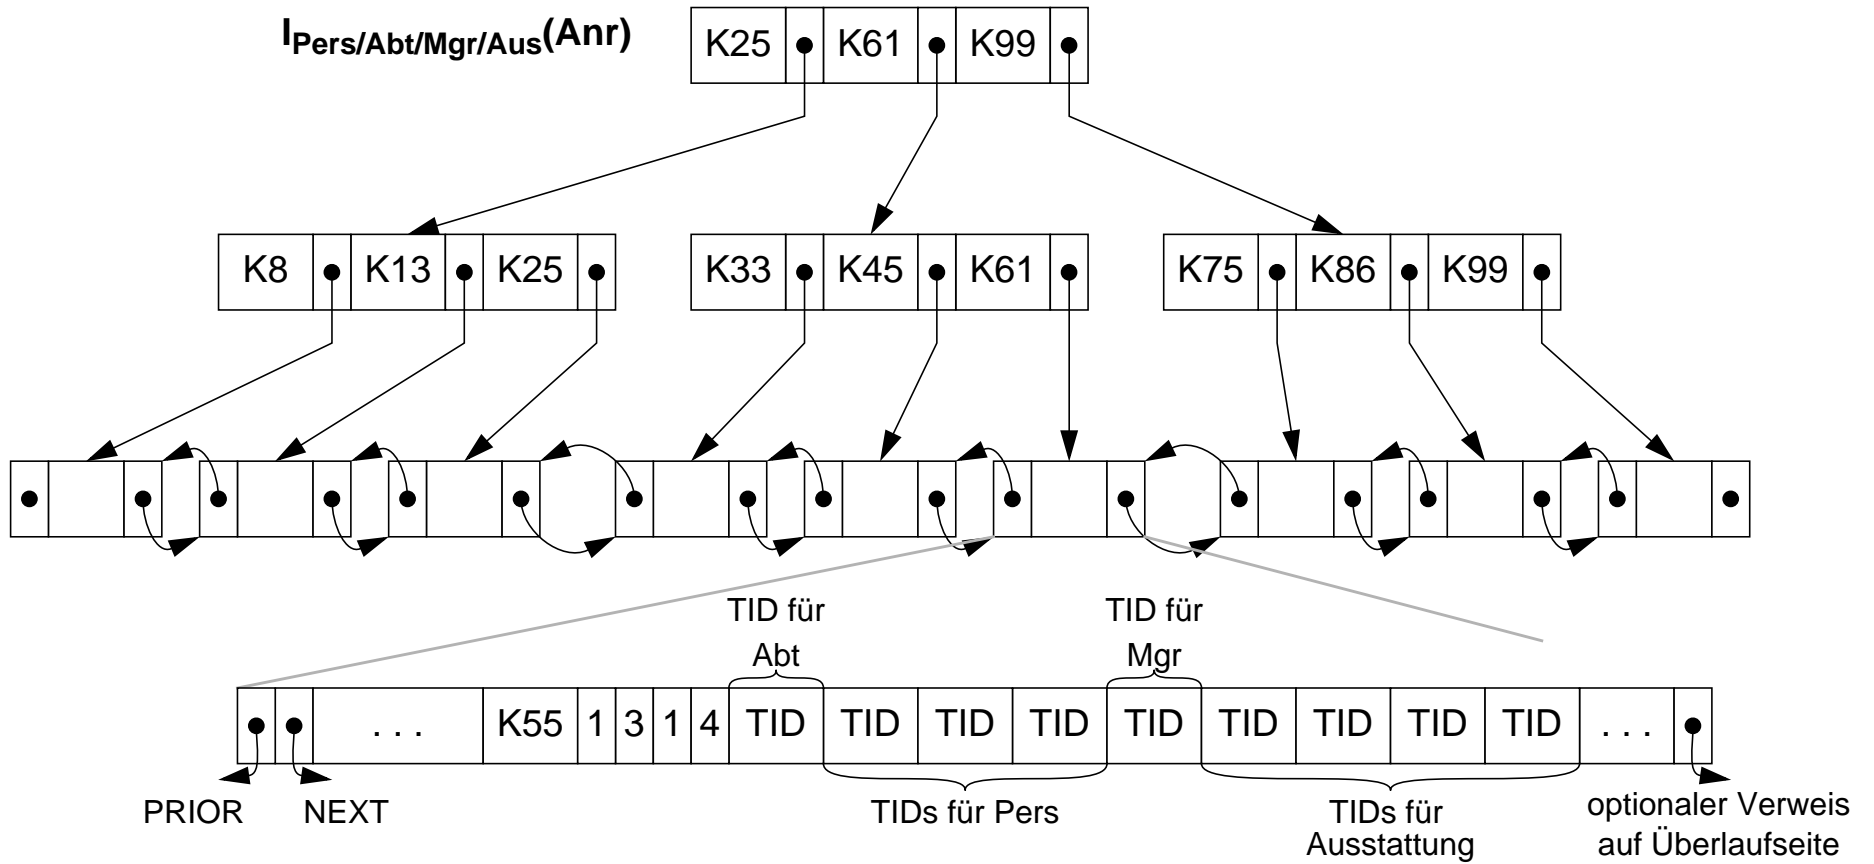 I Pers/Abt/Mgr/Aus (Anr)
K25 K61 K99
K8 K13 K25
K33 K45 K61
K75 K86 K99
TID für
Abt
TID für
Mgr
. . . K55 1 3 1 4 TID TID TID TID TID TID TID TID TID . . .
PRIOR
NEXT
TIDs für Pers
TIDs für
Ausstattung
optionaler Verweis
auf Überlaufseite